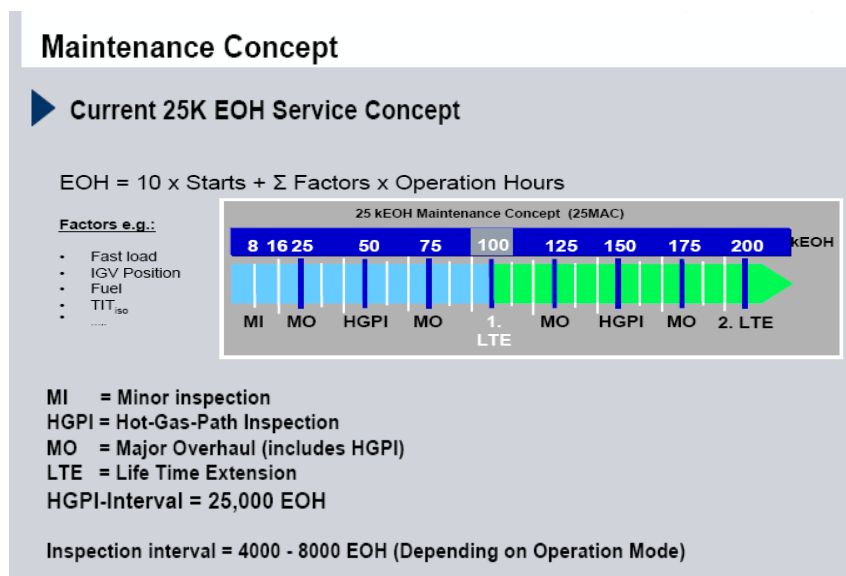 Maintenance Concept
Current 25K EOH Service Concept
EOH = 10 x Starts + Σ Factors x Operation Hours
Factors e.g.:
• Fast load
• IGV Position
• Fuel
• TITiso
• .....
25 kEOH Maintenance Concept (25MAC)
8 16 25 50 75 100 125 150 175 200 kEOH
MI MO HGPI MO 1. MO HGPI MO 2. LTE
LTE
MI = Minor inspection
HGPI = Hot-Gas-Path Inspection
MO = Major Overhaul (includes HGPI)
LTE = Life Time Extension
HGPI-Interval = 25,000 EOH
Inspection interval = 4000 - 8000 EOH (Depending on Operation Mode)